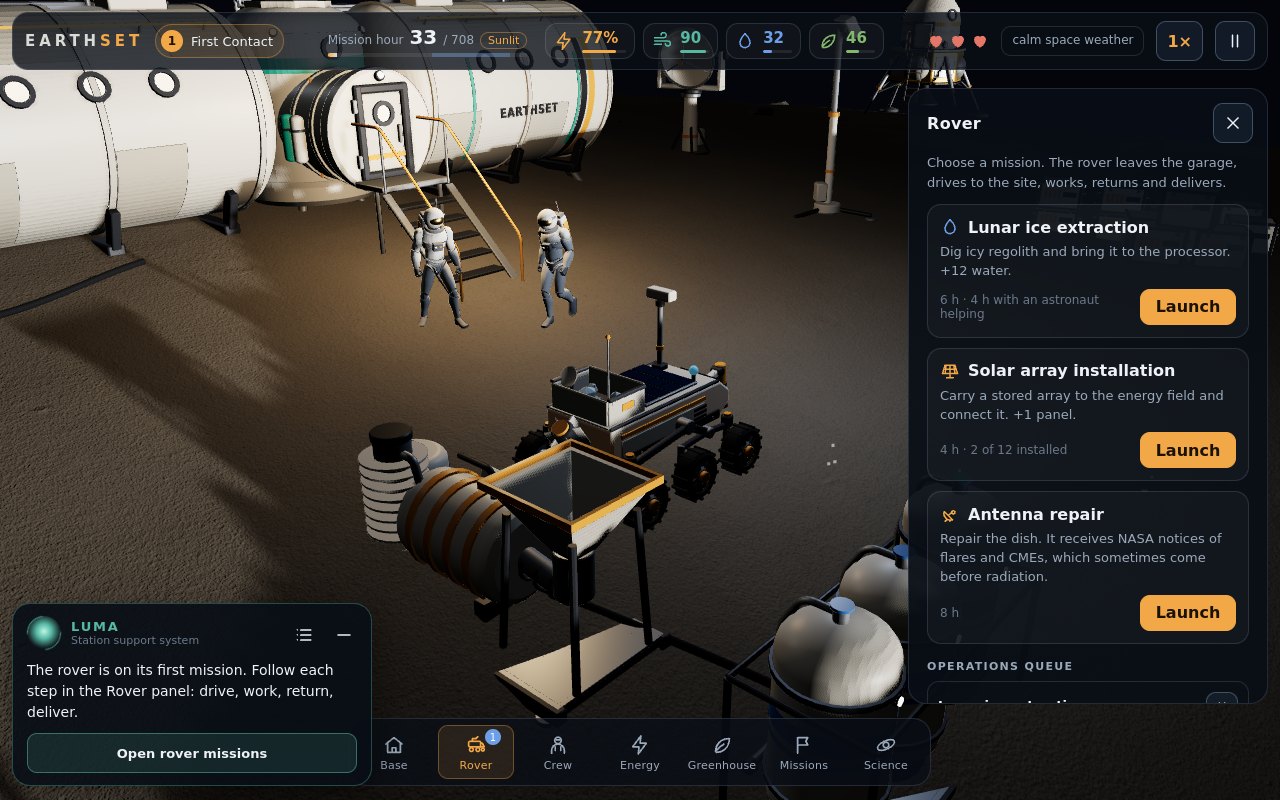 EARTHSET
1 First Contact
Mission hour 33 / 708 Sunlit
77%
90
32
46
calm space weather
1×
EARTHSET
Rover
Choose a mission. The rover leaves the garage,
drives to the site, works, returns and delivers.
Lunar ice extraction
Dig icy regolith and bring it to the processor.
+12 water.
6 h · 4 h with an astronaut
helping
Launch
Solar array installation
Carry a stored array to the energy field and
connect it. +1 panel.
4 h · 2 of 12 installed
Launch
Antenna repair
Repair the dish. It receives NASA notices of
flares and CMEs, which sometimes come
before radiation.
8 h
Launch
OPERATIONS QUEUE
LUMA
Station support system
The rover is on its first mission. Follow each
step in the Rover panel: drive, work, return,
deliver.
Open rover missions
Base
Rover
1
Crew
Energy
Greenhouse
Missions
Science